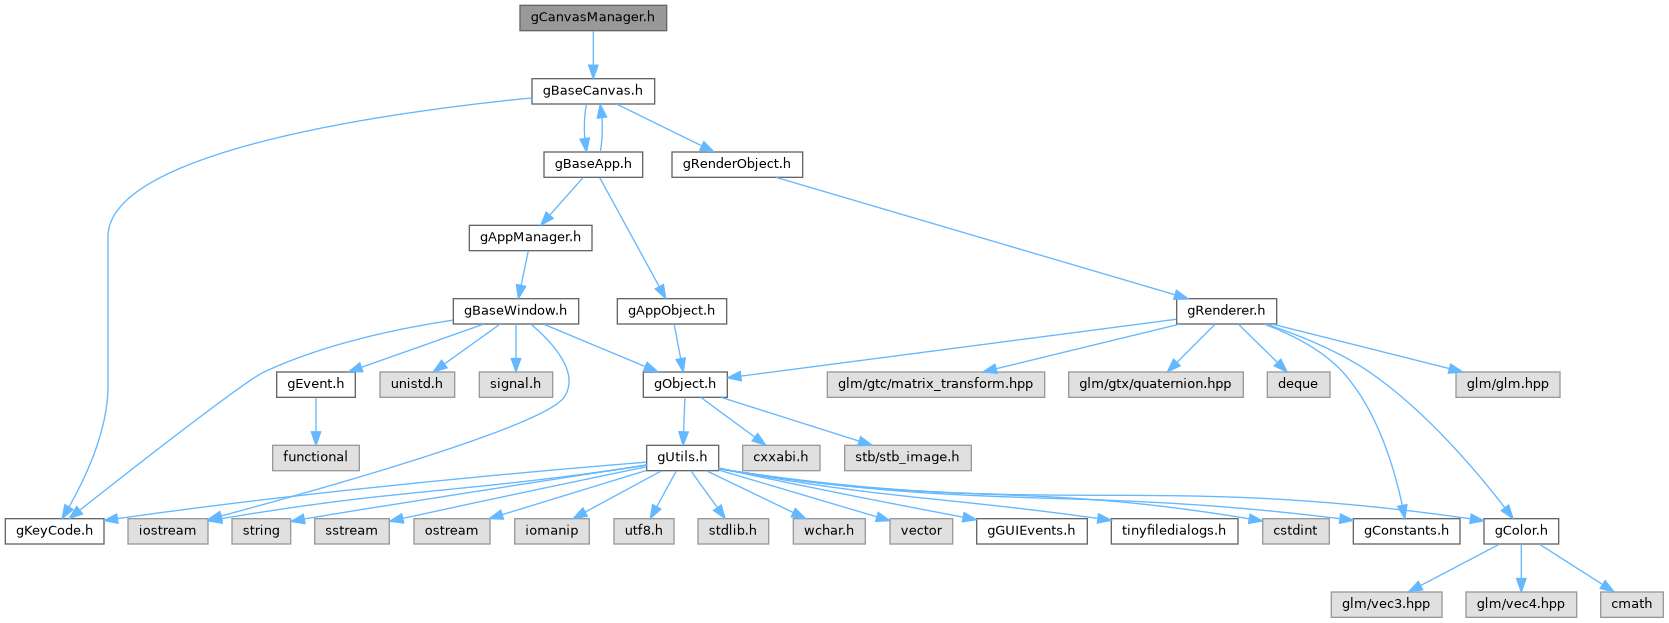 gCanvasManager.h
gBaseCanvas.h
gBaseApp.h
gRenderObject.h
gAppManager.h
gBaseWindow.h
gAppObject.h
gRenderer.h
gEvent.h
unistd.h
signal.h
gObject.h
glm/gtc/matrix_transform.hpp
glm/gtx/quaternion.hpp
deque
glm/glm.hpp
functional
gUtils.h
cxxabi.h
stb/stb_image.h
gKeyCode.h
iostream
string
sstream
ostream
iomanip
utf8.h
stdlib.h
wchar.h
vector
gGUIEvents.h
tinyfiledialogs.h
cstdint
gConstants.h
gColor.h
glm/vec3.hpp
glm/vec4.hpp
cmath